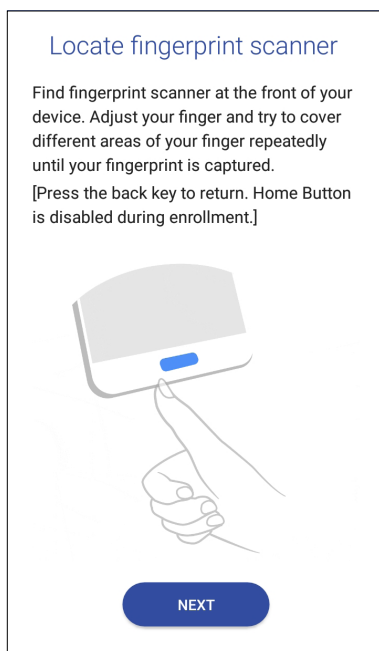 Locate fingerprint scanner
Find fingerprint scanner at the front of your
device. Adjust your finger and try to cover
different areas of your finger repeatedly
until your fingerprint is captured.
[Press the back key to return. Home Button
is disabled during enrollment.]
NEXT